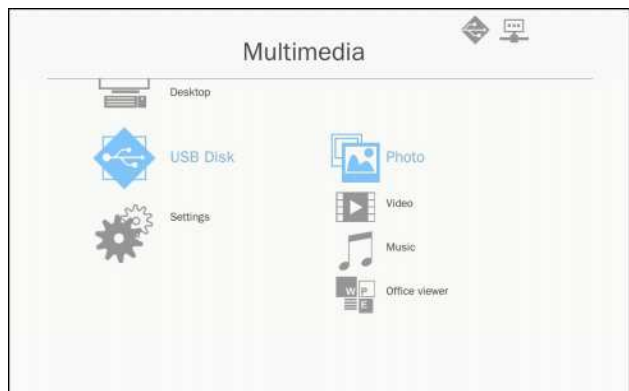 Multimedia
Desktop
USB Disk
Photo
Video
Settings
Music
W P
Office viewer
E